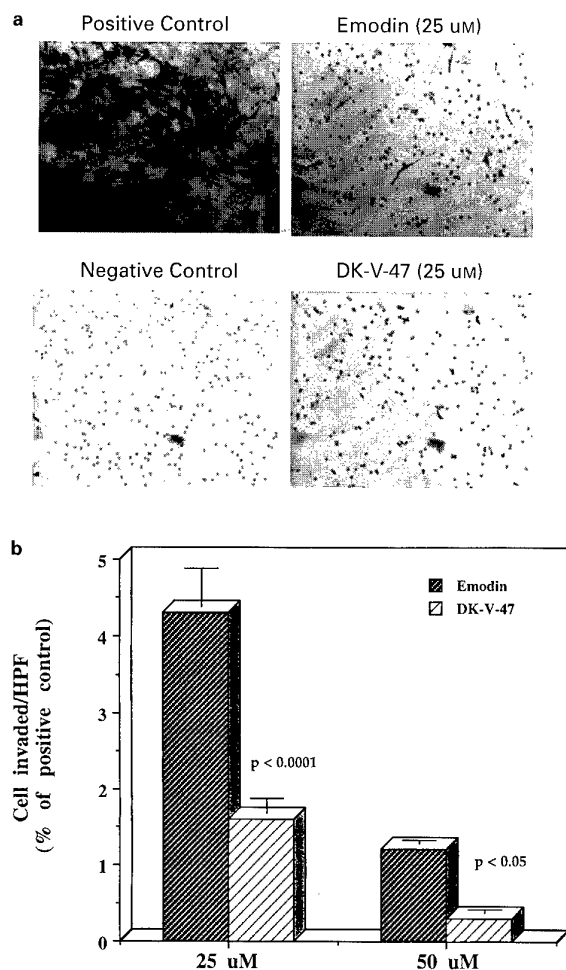 a
Positive Control
Emodin (25 uM)
Negative Control
DK-V-47 (25 uM)
b
Cell invaded/HPF
(% of positive control)
5
4
3
2
1
0
Emodin
DK-V-47
p < 0.0001
p < 0.05
25 uM
50 uM